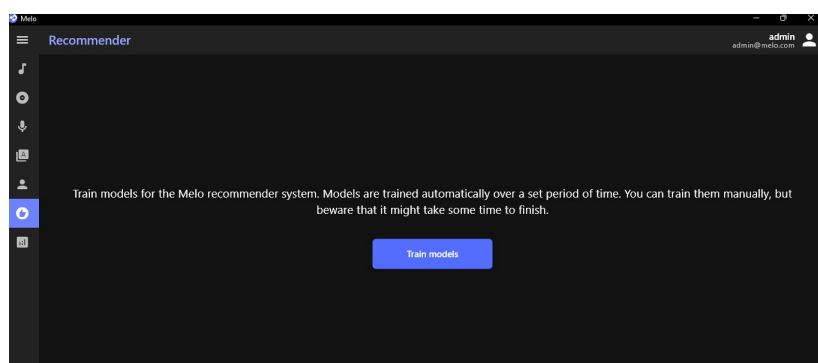 Melo
Recommender
admin
admin@melo.com
Train models for the Melo recommender system. Models are trained automatically over a set period of time. You can train them manually, but
beware that it might take some time to finish.
Train models